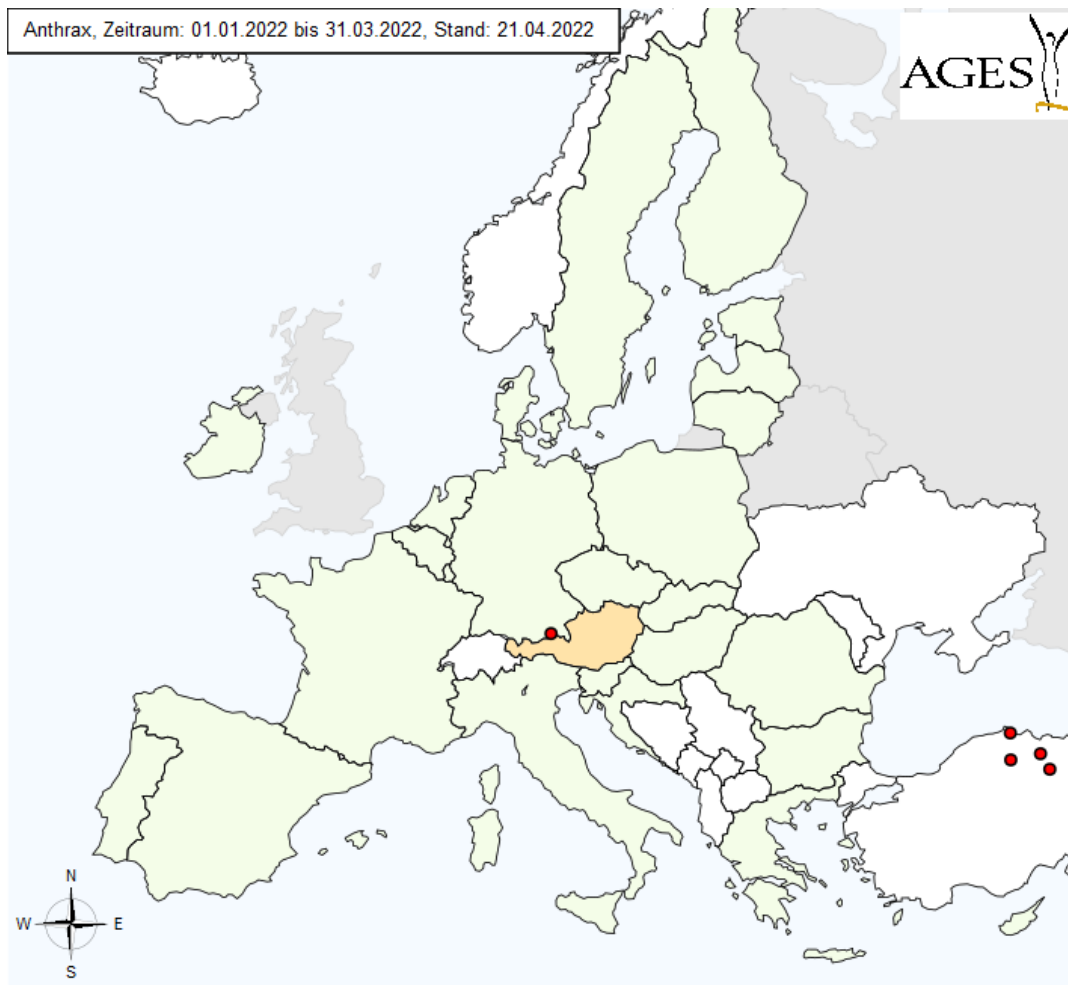 Anthrax, Zeitraum: 01.01.2022 bis 31.03.2022, Stand: 21.04.2022
AGES
N
W E
S